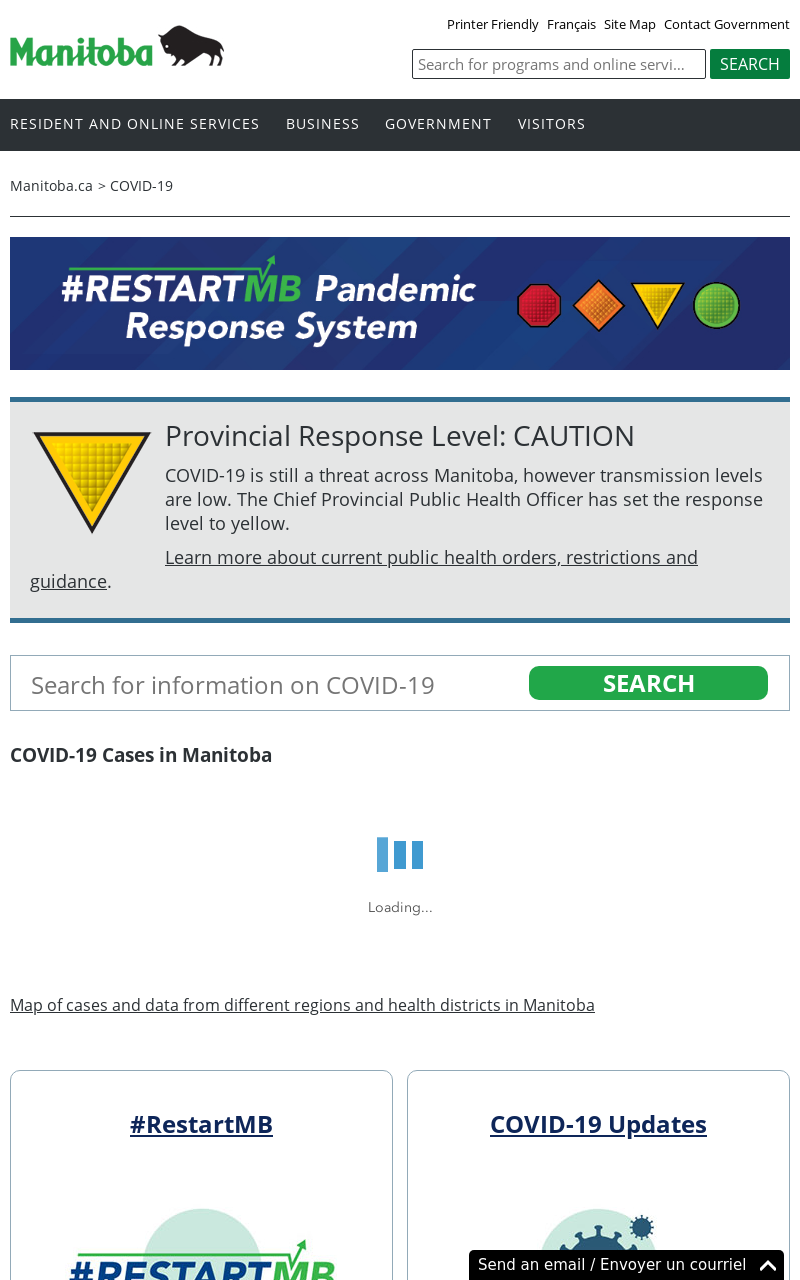 Printer Friendly Français Site Map Contact Government
Manitoba
Search for programs and online servi... SEARCH
RESIDENT AND ONLINE SERVICES BUSINESS GOVERNMENT VISITORS
Manitoba.ca > COVID-19
#RESTARTMB Pandemic
Response System
Provincial Response Level: CAUTION
COVID-19 is still a threat across Manitoba, however transmission levels
are low. The Chief Provincial Public Health Officer has set the response
level to yellow.
Learn more about current public health orders, restrictions and
guidance.
Search for information on COVID-19 SEARCH
COVID-19 Cases in Manitoba
Loading...
Map of cases and data from different regions and health districts in Manitoba
#RestartMB COVID-19 Updates
#RESTARTMB
Send an email / Envoyer un courriel